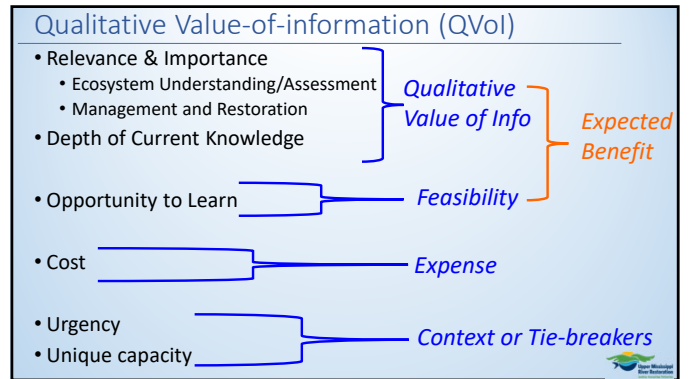 Qualitative Value-of-information (QVoI)
• Relevance & Importance
• Ecosystem Understanding/Assessment
• Management and Restoration
• Depth of Current Knowledge
Qualitative
Value of Info
Expected
Benefit
• Opportunity to Learn
Feasibility
• Cost
Expense
• Urgency
• Unique capacity
Context or Tie-breakers
Upper Mississippi
River Restoration